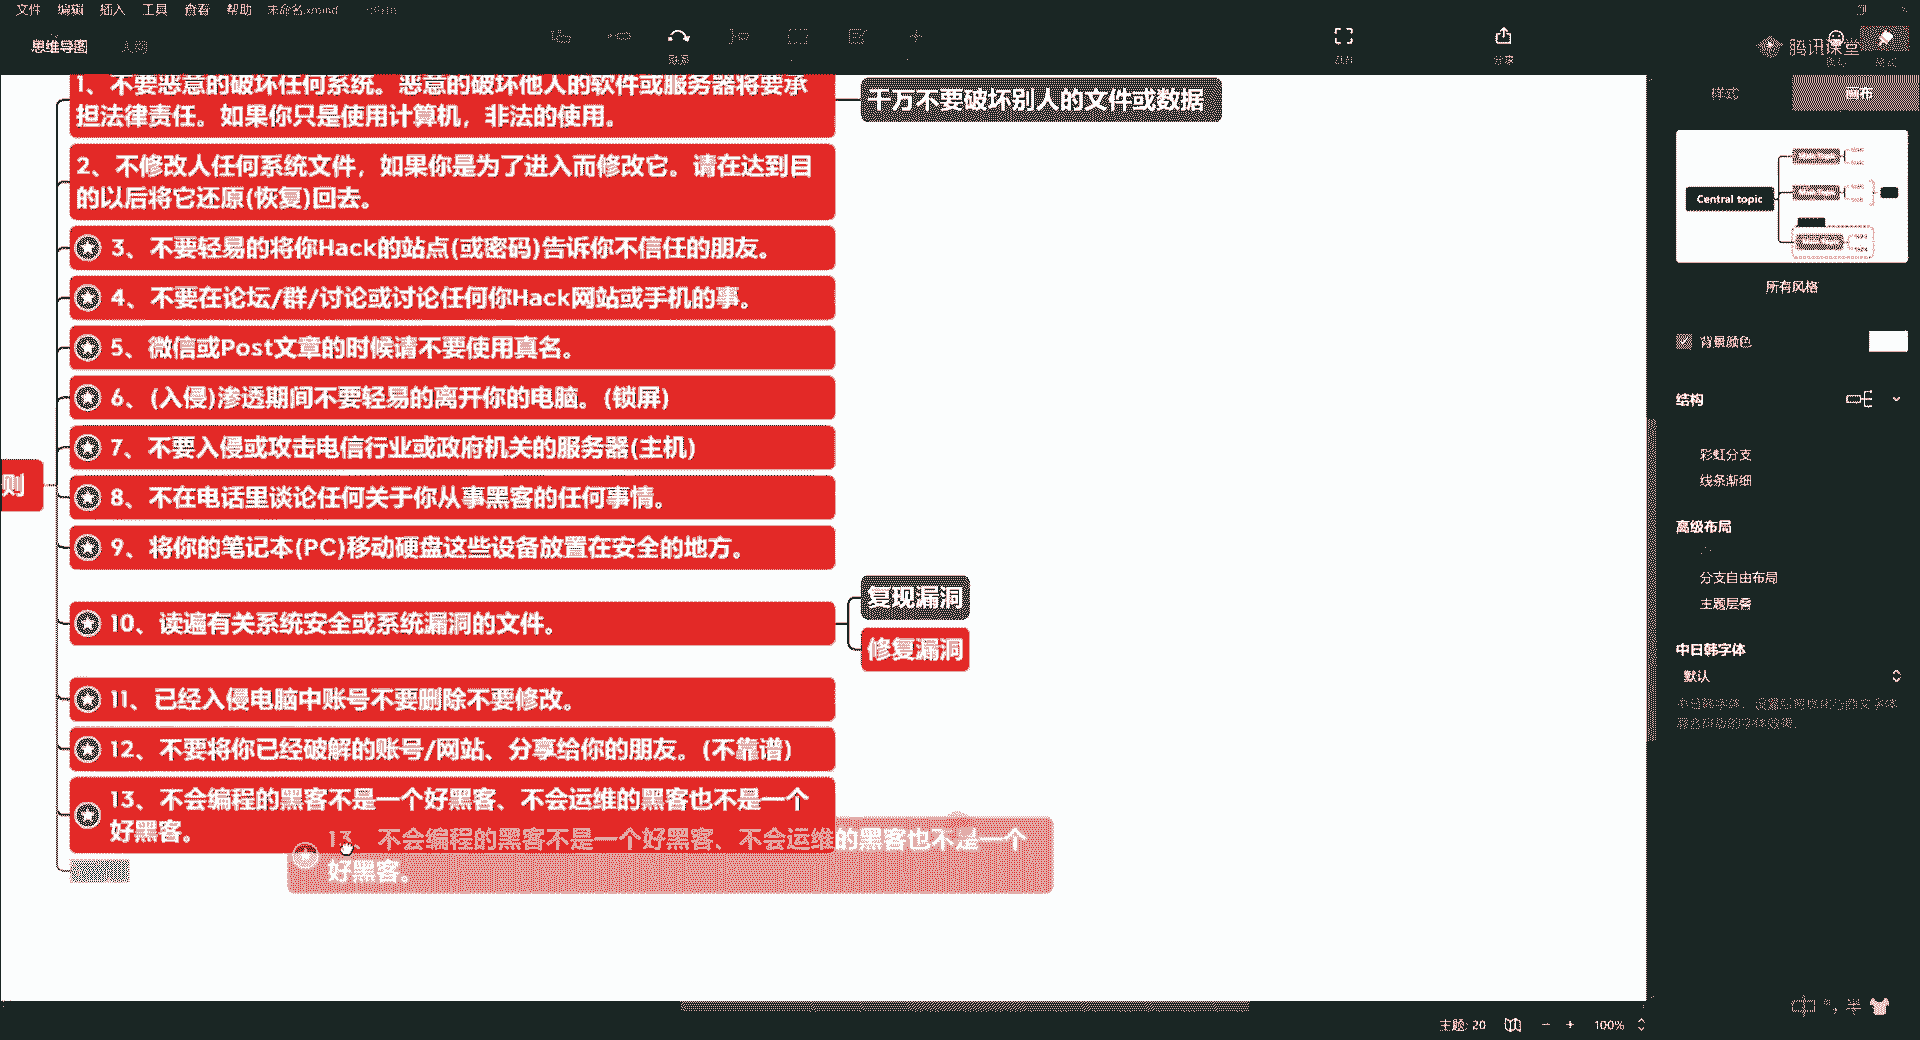 文件 编辑 插入 工具 查看 帮助 未命名.xmind
思维导图
联系
分享
腾讯课堂
1、不要恶意的破坏任何系统。恶意的破坏他人的软件或服务器将要承
担法律责任。如果你只是使用计算机，非法的使用。
千万不要破坏别人的文件或数据
2、不修改人任何系统文件，如果你是为了进入而修改它。请在达到目
的以后将它还原(恢复)回去。
3、不要轻易的将你Hack的站点(或密码)告诉你不信任的朋友。
4、不要在论坛/群/讨论或讨论任何你Hack网站或手机的事。
5、微信或Post文章的时候请不要使用真名。
6、(入侵)渗透期间不要轻易的离开你的电脑。(锁屏)
7、不要入侵或攻击电信行业或政府机关的服务器(主机)
则
8、不在电话里谈论任何关于你从事黑客的任何事情。
9、将你的笔记本(PC)移动硬盘这些设备放置在安全的地方。
10、读遍有关系统安全或系统漏洞的文件。
复现漏洞
修复漏洞
11、已经入侵电脑中账号不要删除不要修改。
12、不要将你已经破解的账号/网站、分享给你的朋友。(不靠谱)
13、不会编程的黑客不是一个好黑客、不会运维的黑客也不是一个
好黑客。
13、不会编程的黑客不是一个好黑客、不会运维的黑客也不是一个
好黑客。
样式
画布
Central topic
所有风格
背景颜色
结构
彩虹分支
线条渐细
高级布局
分支自由布局
主题层叠
中日韩字体
默认
主题: 20
100%
半